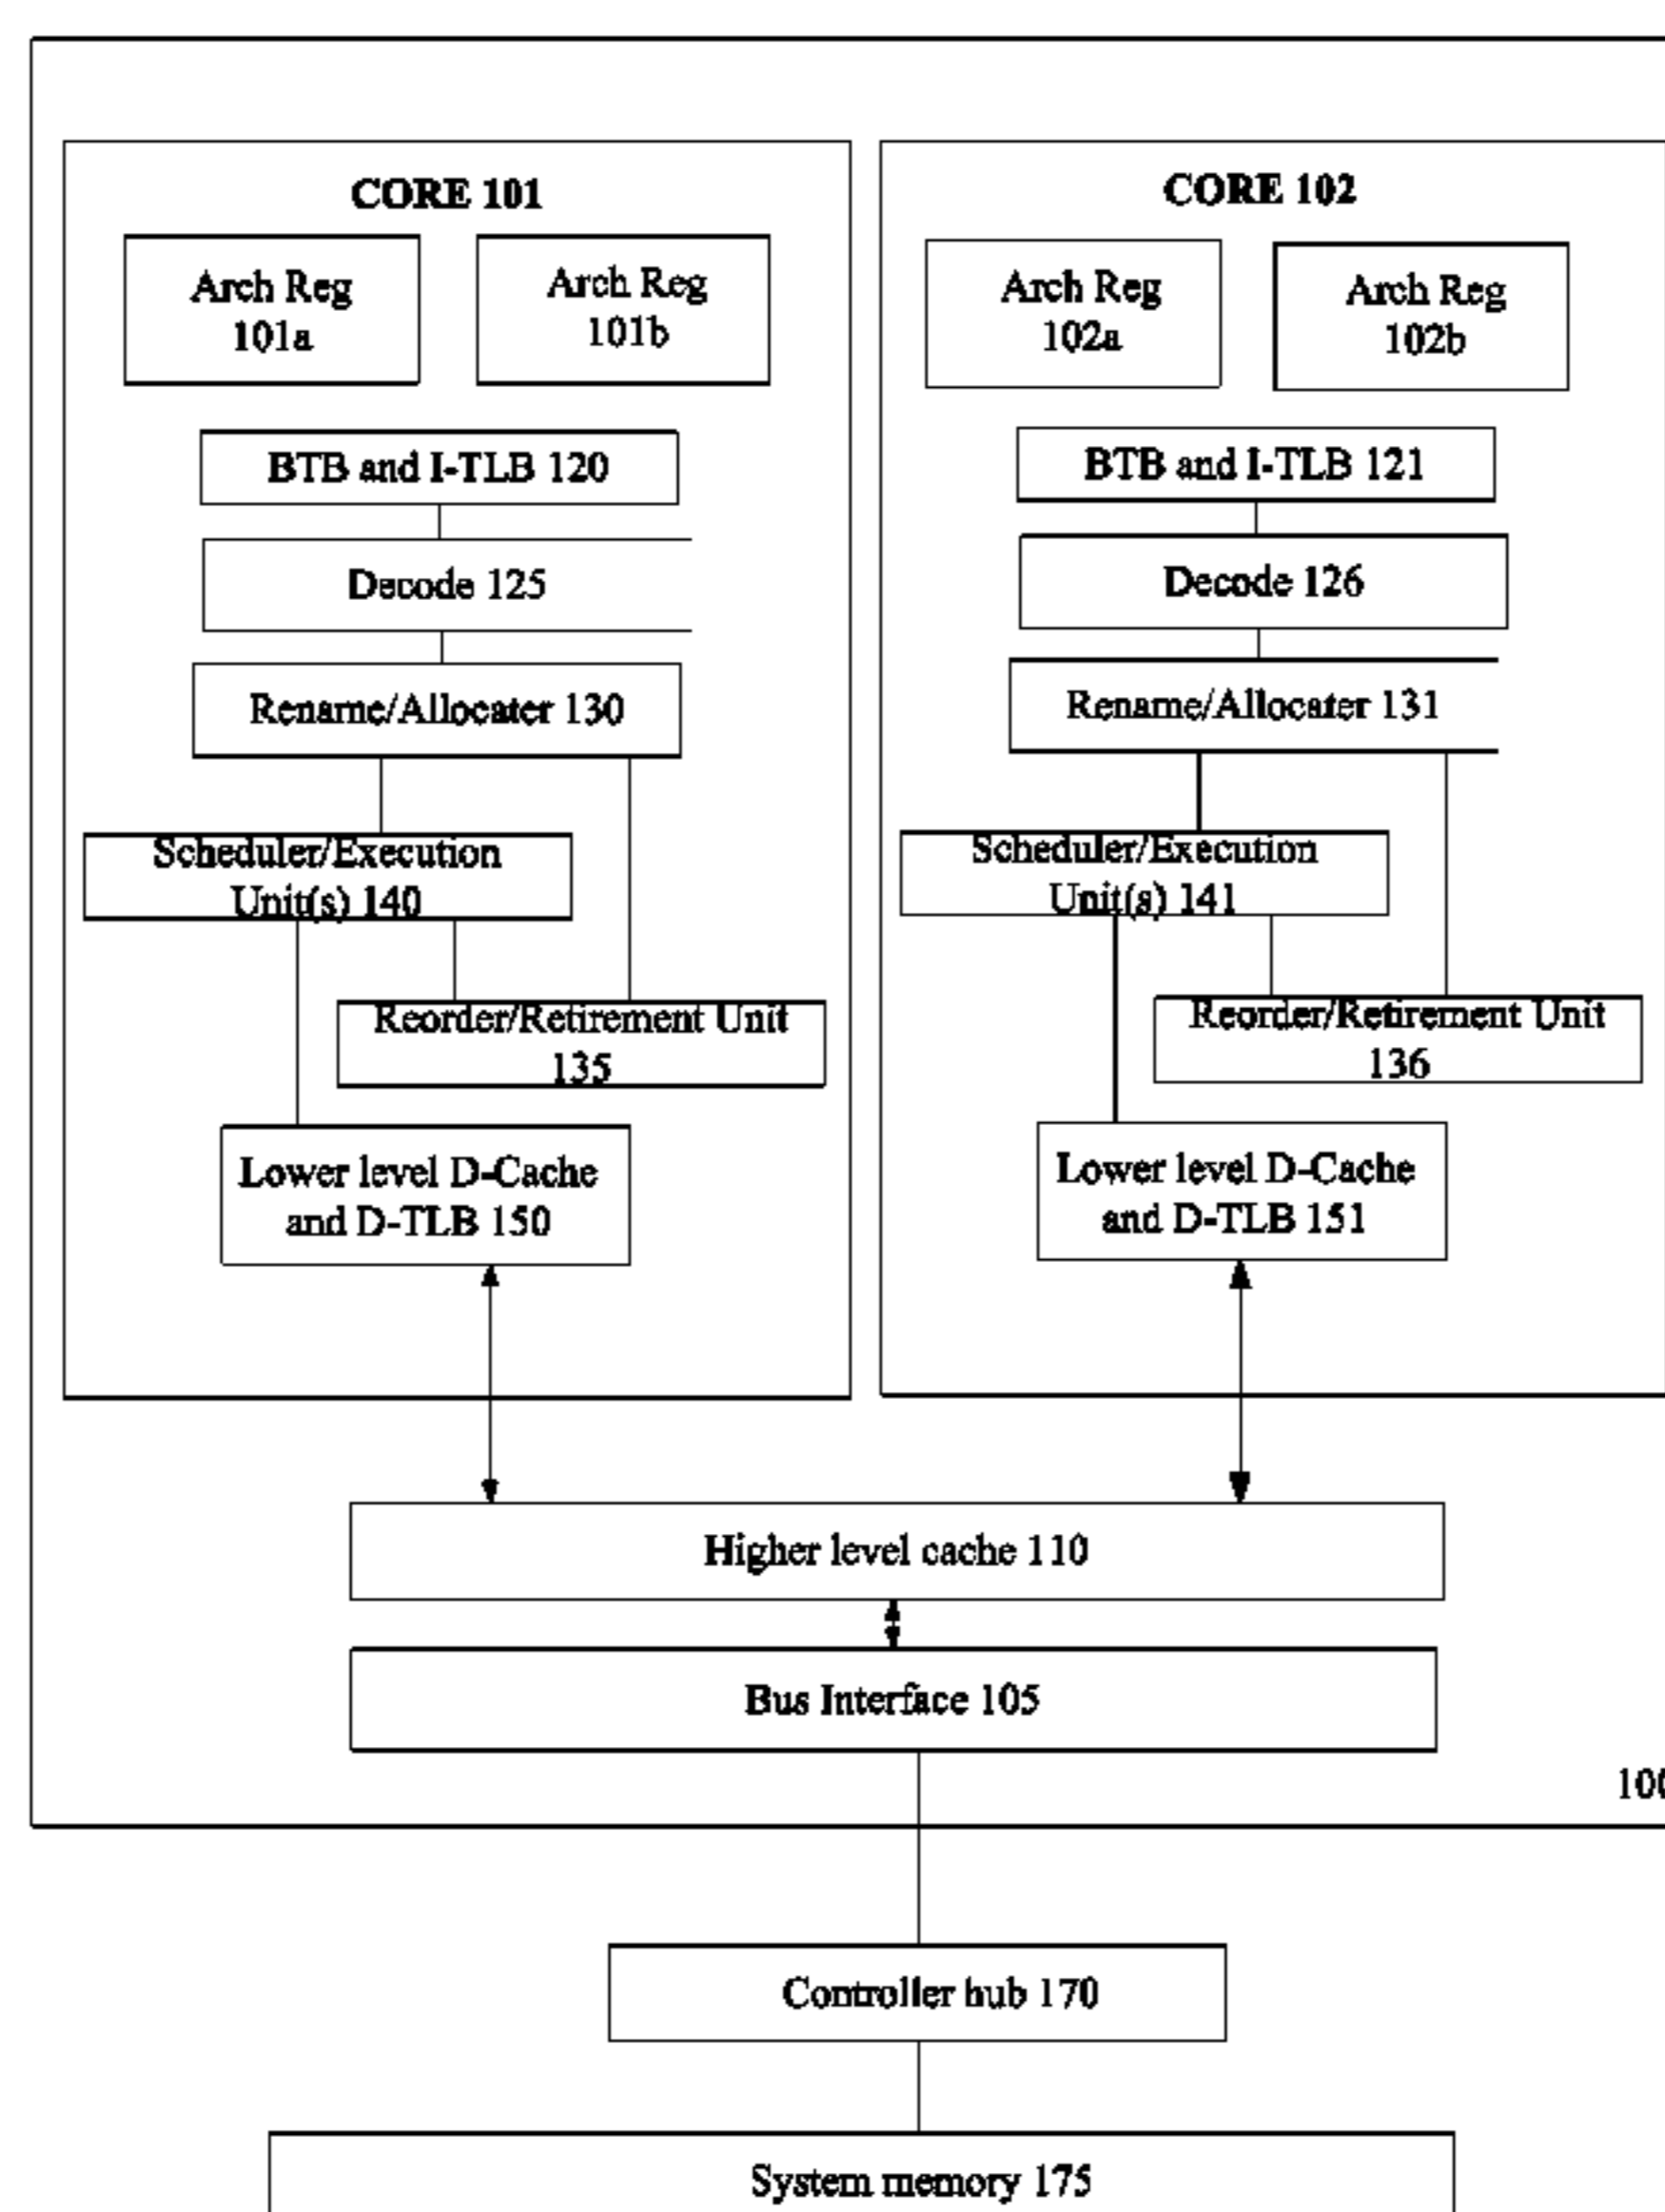 CORE 101
Arch Reg
101a
Arch Reg
101b
BTB and I-TLB 120
Decode 125
Rename/Allocater 130
Scheduler/Execution
Unit(s) 140
Reorder/Retirement Unit
135
Lower level D-Cache
and D-TLB 150
CORE 102
Arch Reg
102a
Arch Reg
102b
BTB and I-TLB 121
Decode 126
Rename/Allocater 131
Scheduler/Execution
Unit(s) 141
Reorder/Retirement Unit
136
Lower level D-Cache
and D-TLB 151
Higher level cache 110
Bus Interface 105
100
Controller hub 170
System memory 175